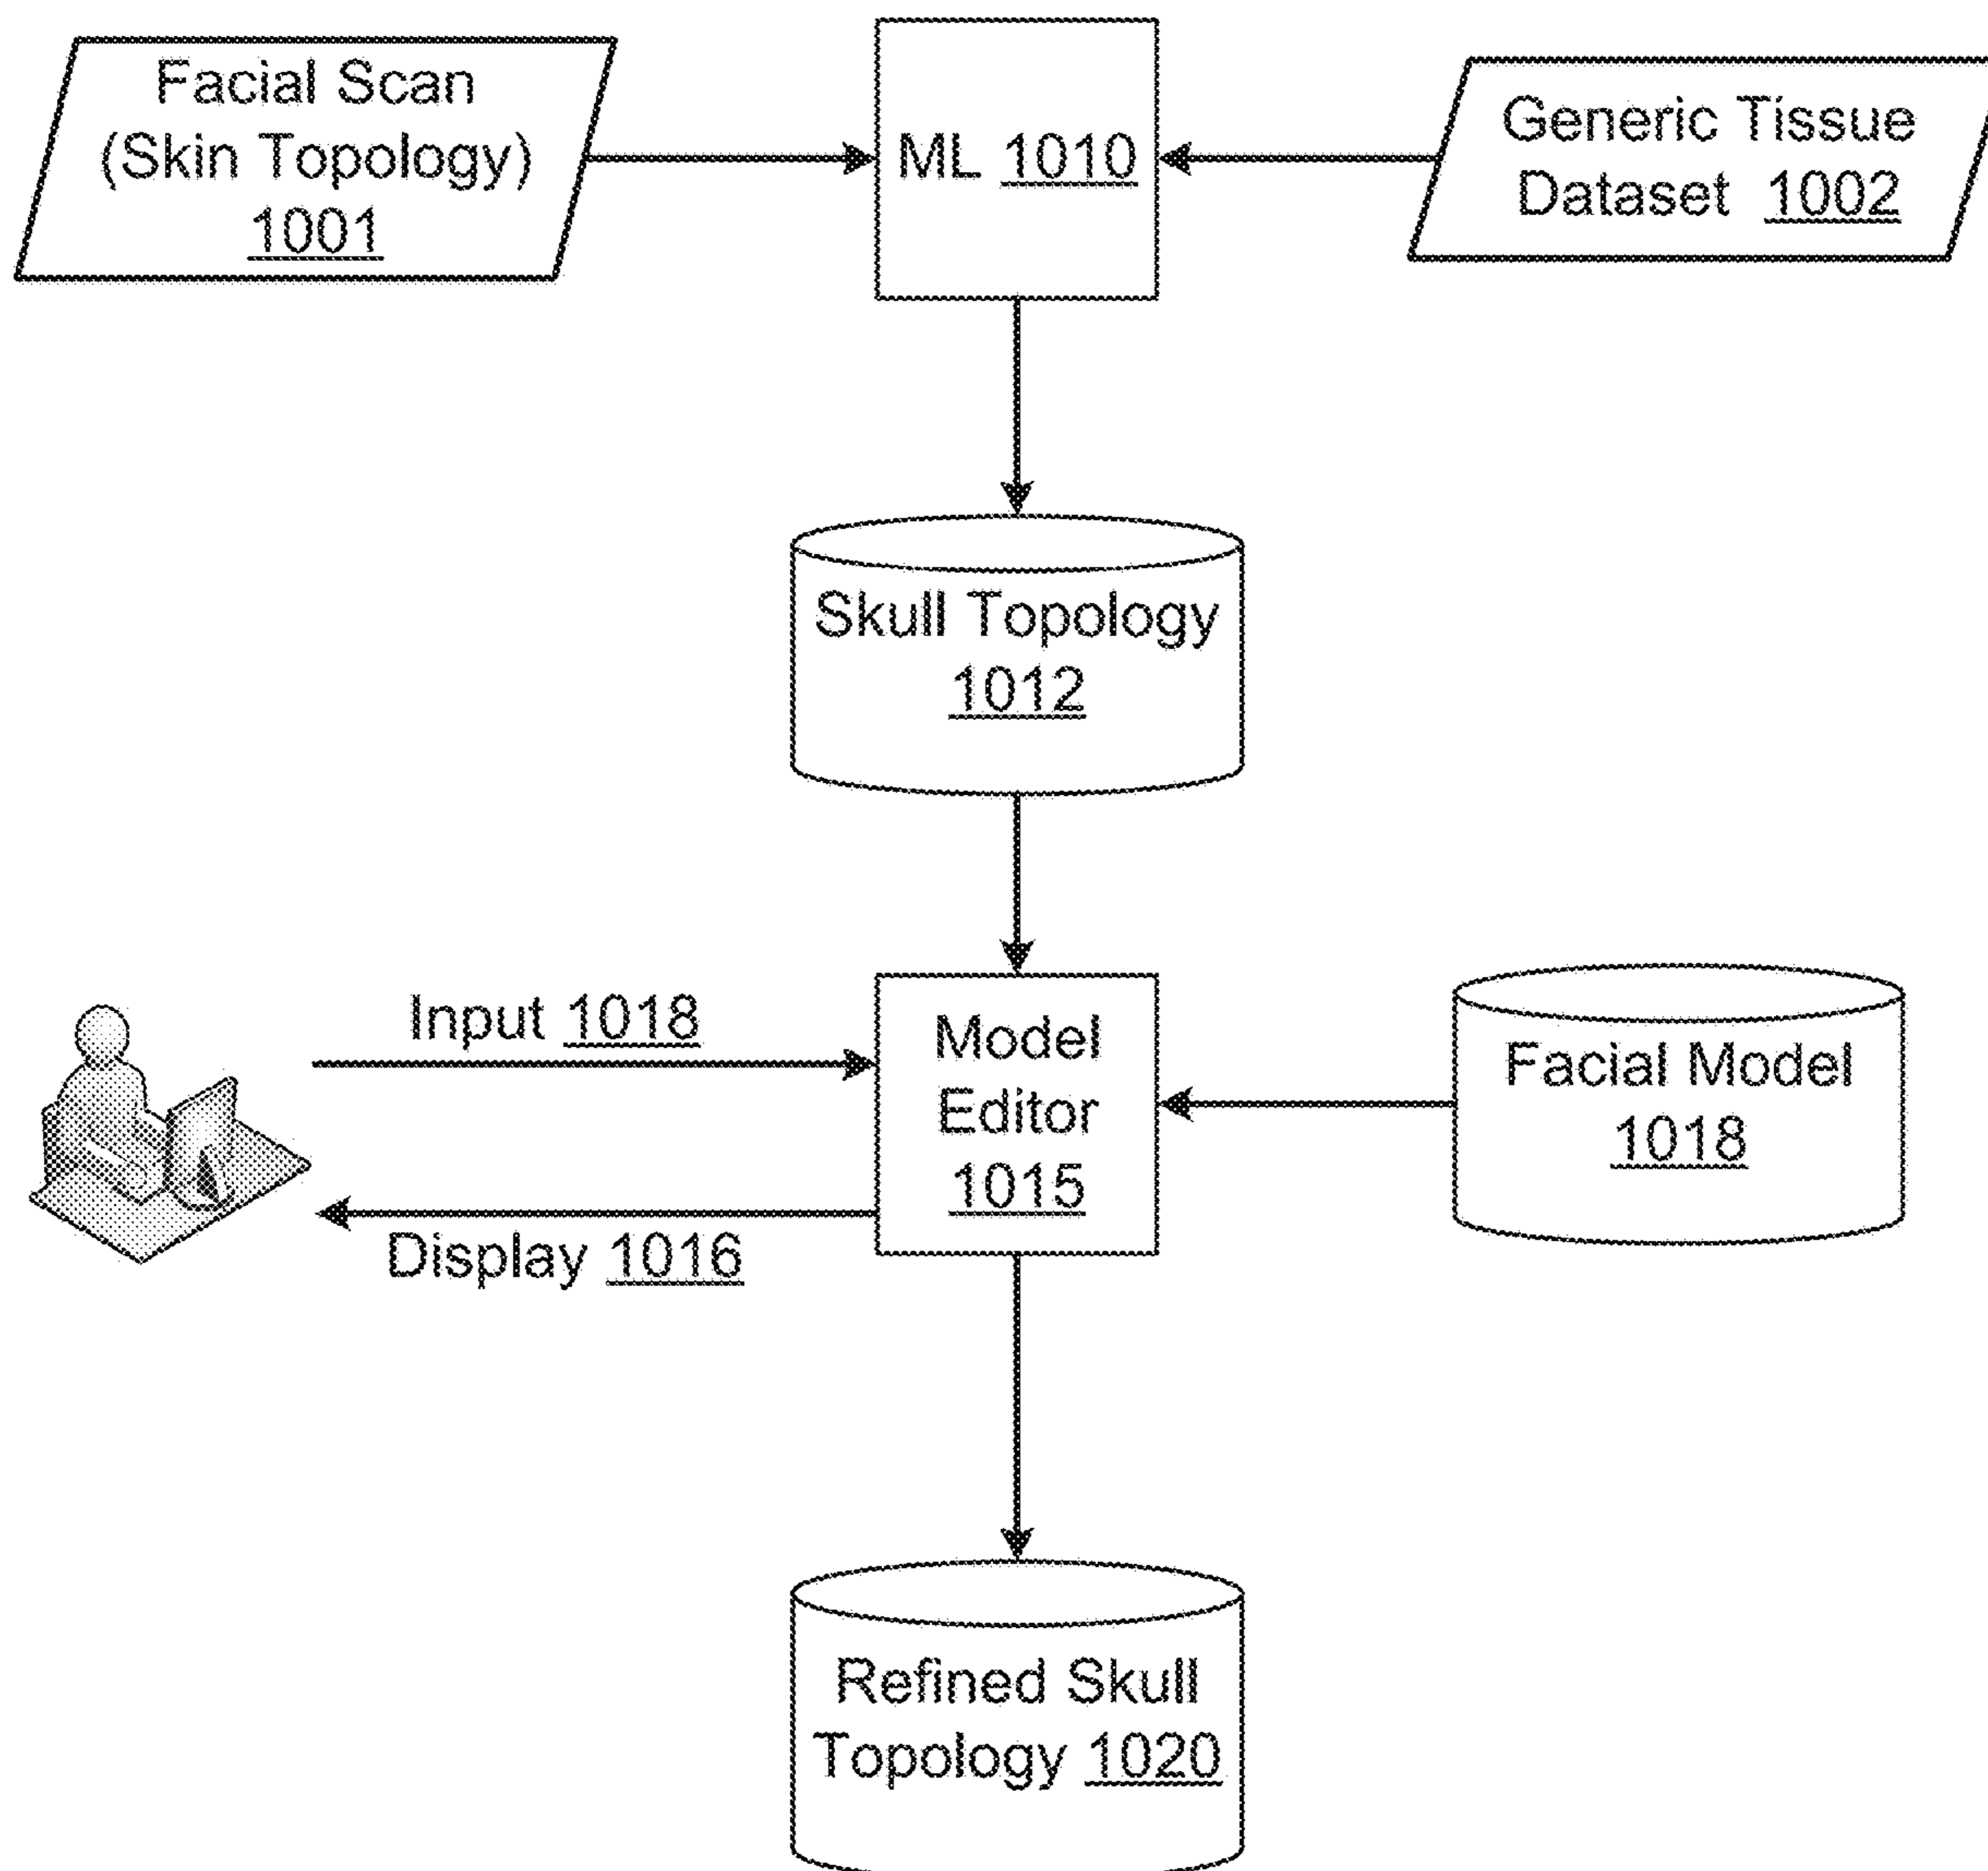 Facial Scan
(Skin Topology)
1001
ML 1010
Generic Tissue
Dataset 1002
Skull Topology
1012
Input 1018
Model
Editor
1015
Facial Model
1018
Display 1016
Refined Skull
Topology 1020